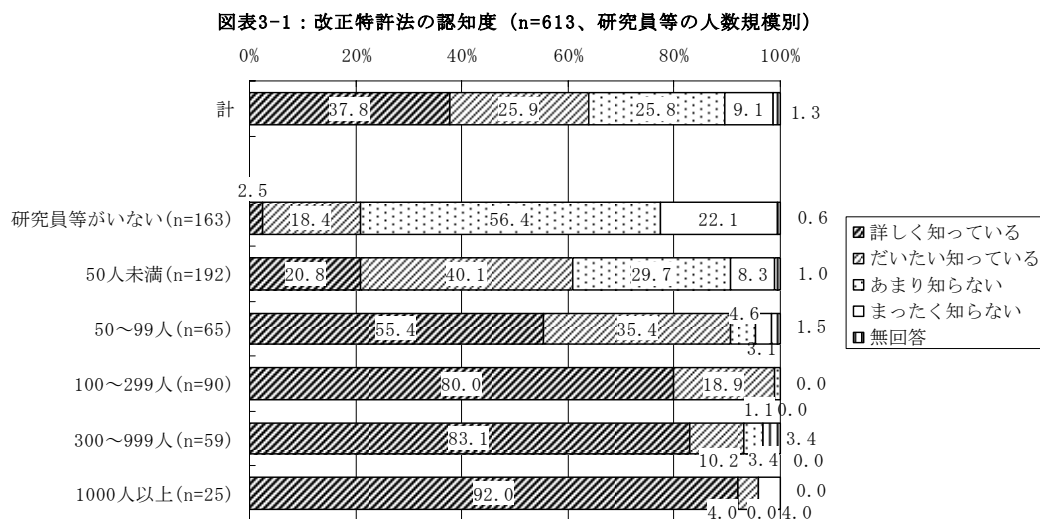 図表3-1：改正特許法の認知度（n=613、研究員等の人数規模別）
0% 20% 40% 60% 80% 100%
計 37.8 25.9 25.8 9.1 1.3
2.5
研究員等がいない(n=163) 18.4 56.4 22.1 0.6
50人未満(n=192) 20.8 40.1 29.7 8.3 1.0
50～99人(n=65) 55.4 35.4 4.6 3.1 1.5
100～299人(n=90) 80.0 18.9 0.0
1.1 0.0
300～999人(n=59) 83.1 3.4
10.2 3.4 0.0
1000人以上(n=25) 92.0 0.0
4.0 0.0 4.0
詳しく知っている
だいたい知っている
あまり知らない
まったく知らない
無回答